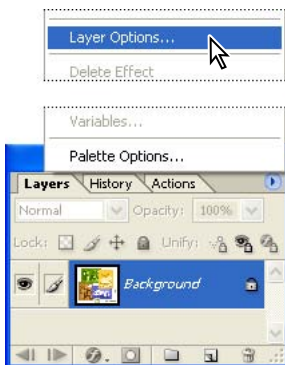 Layer Options...
Delete Effect
Variables...
Palette Options...
Layers History Actions
Normal Opacity: 100%
Lock: Unify:
Background